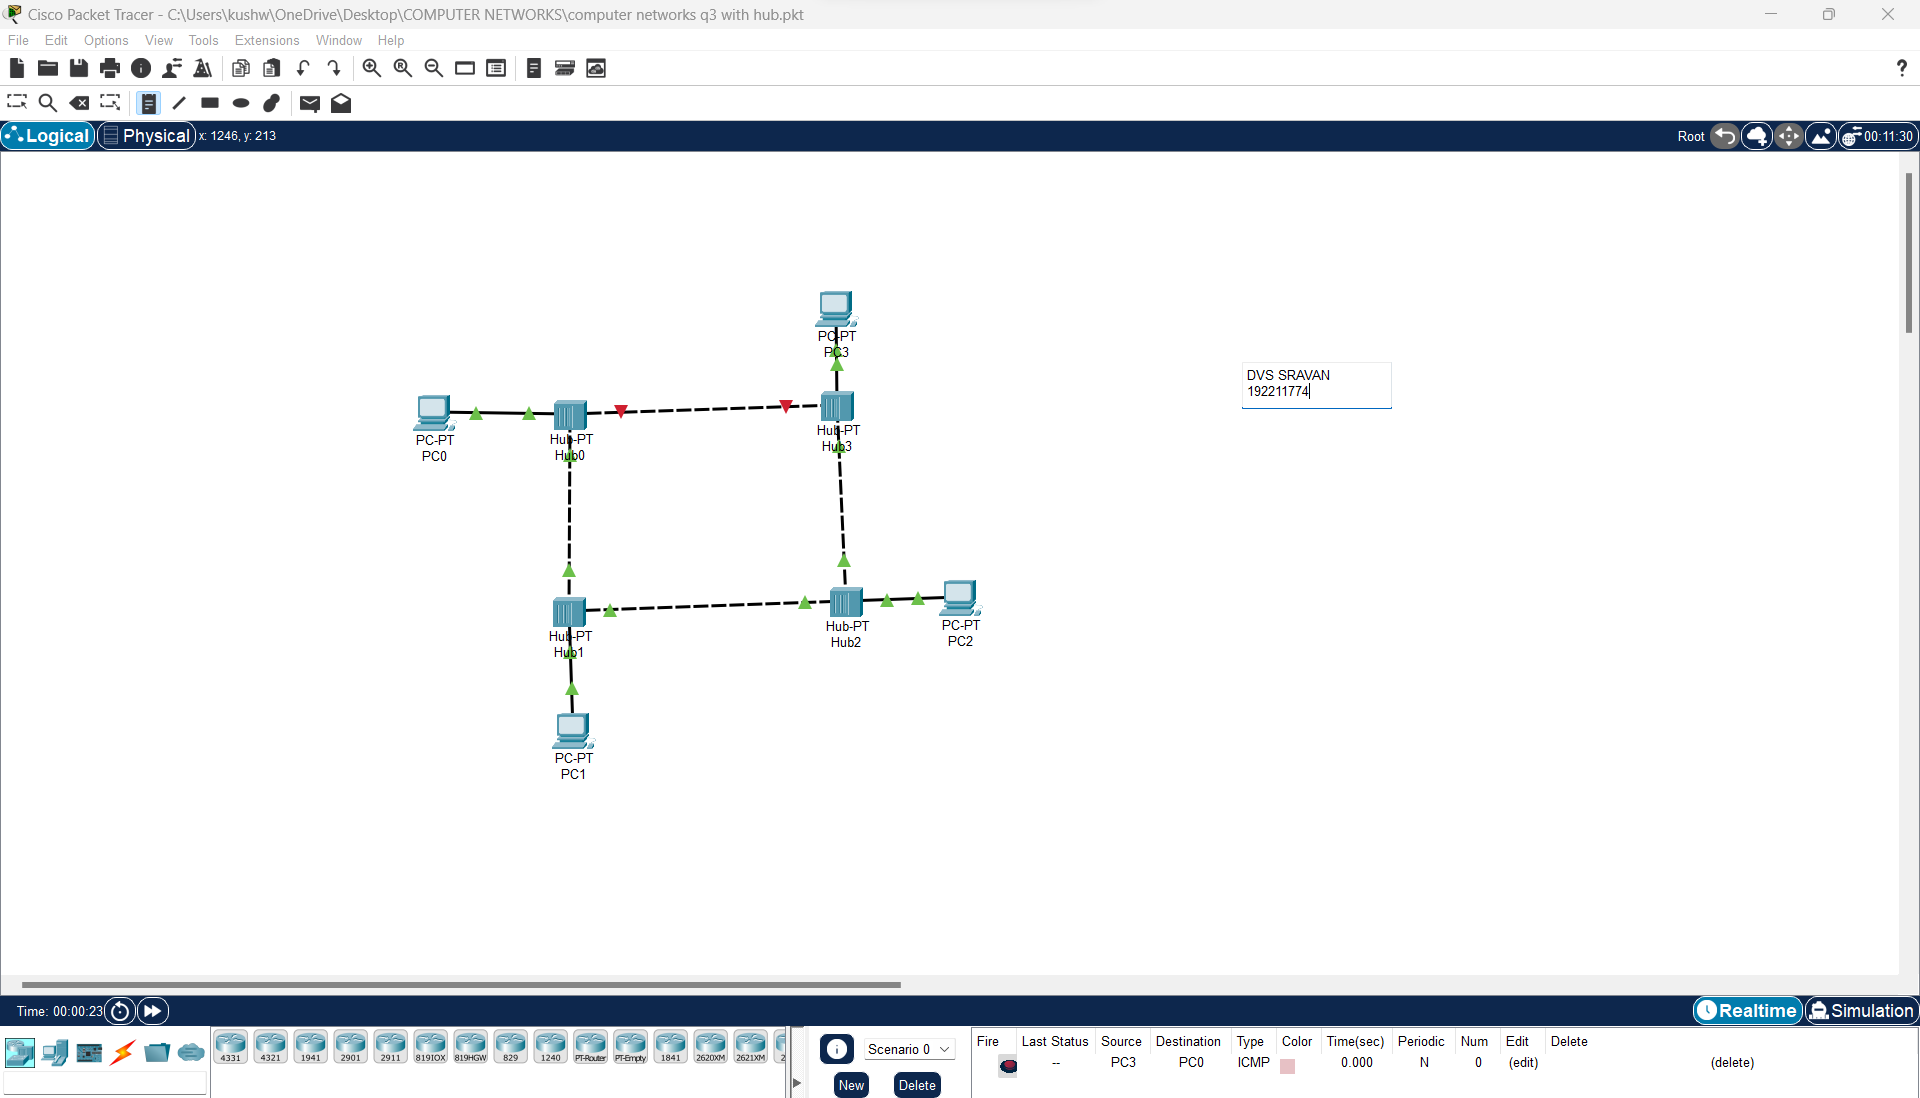 Cisco Packet Tracer - C:\Users\kushw\OneDrive\Desktop\COMPUTER NETWORKS\computer networks q3 with hub.pkt
File Edit Options View Tools Extensions Window Help
?
Logical Physical x: 1246, y: 213 Root 00:11:30
PC-PT
PC3
DVS SRAVAN
192211774
PC-PT
PC0
Hub-PT
Hub0
Hub-PT
Hub3
Hub-PT
Hub1
Hub-PT
Hub2
PC-PT
PC2
PC-PT
PC1
Time: 00:00:23 Realtime Simulation
4331 4321 1941 2901 2911 819IOX 819HGW 829 1240 PT-Router PT-Empty 1841 2620XM 2621XM 2
Scenario 0
New Delete
Fire Last Status Source Destination Type Color Time(sec) Periodic Num Edit Delete
-- PC3 PC0 ICMP 0.000 N 0 (edit) (delete)